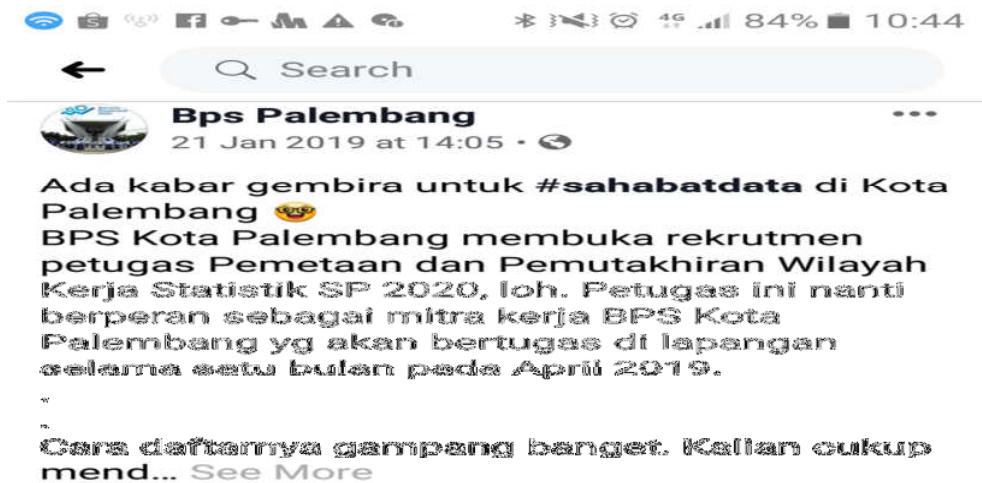 4G 84% 10:44
Search
Bps Palembang
21 Jan 2019 at 14:05
Ada kabar gembira untuk #sahabatdata di Kota
Palembang 🤓
BPS Kota Palembang membuka rekrutmen
petugas Pemetaan dan Pemutakhiran Wilayah
Kerja Statistik SP 2020, loh. Petugas ini nanti
berperan sebagai mitra kerja BPS Kota
Palembang yg akan bertugas di lapangan
selama satu bulan pada April 2019.
.
.
Cara daftarnya gampang banget. Kalian cukup
mend... See More